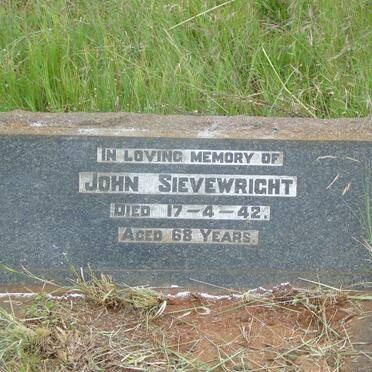 IN LOVING MEMORY OF
JOHN SIEVEWRIGHT
DIED 17-4-42.
AGED 68 YEARS.